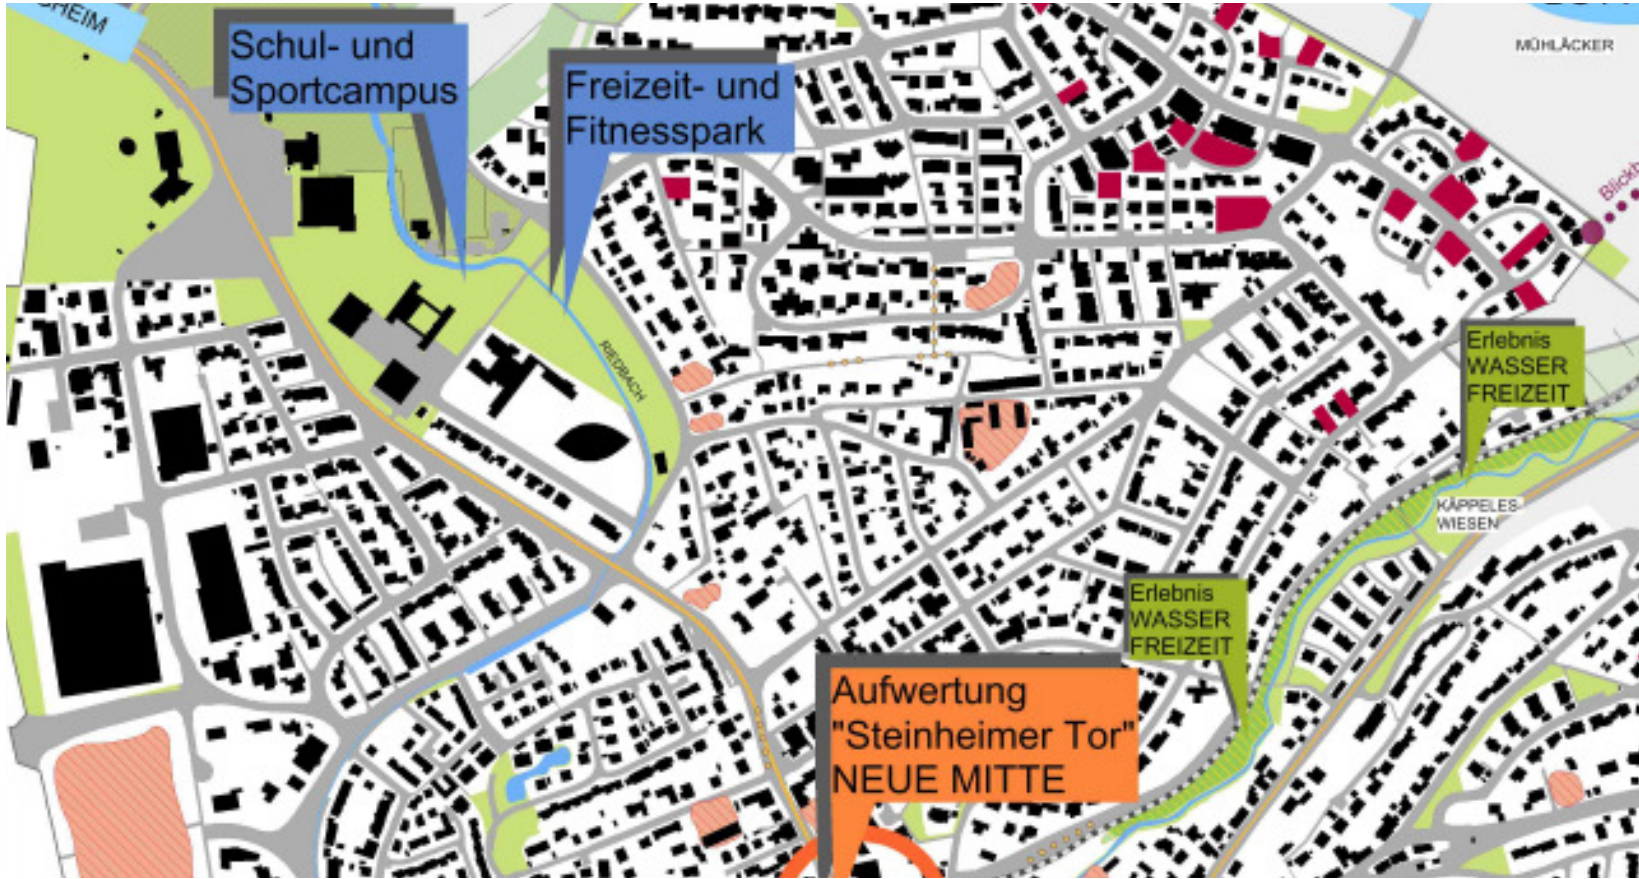 Schul- und
Sportcampus
Freizeit- und
Fitnesspark
MÜHLÄCKER
RIEDBACH
Erlebnis
WASSER
FREIZEIT
KÄPPELES
WIESEN
Erlebnis
WASSER
FREIZEIT
Aufwertung
"Steinheimer Tor"
NEUE MITTE